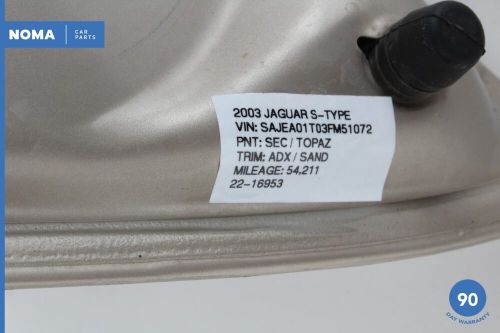 NOMA CAR PARTS
2003 JAGUAR S-TYPE
VIN: SAJEA01T03FM51072
PNT: SEC / TOPAZ
TRIM: ADX / SAND
MILEAGE: 54,211
22-16953
90
DAY WARRANTY